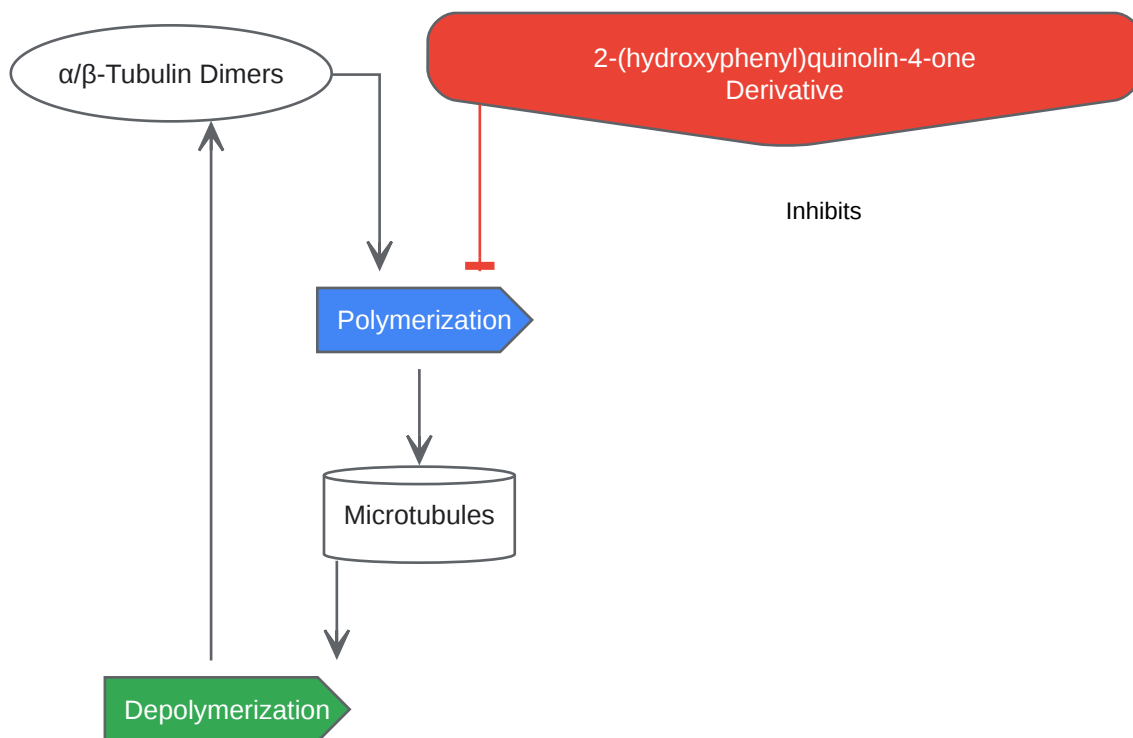 α/β-Tubulin Dimers
2-(hydroxyphenyl)quinolin-4-one
Derivative
Inhibits
Polymerization
Microtubules
Depolymerization